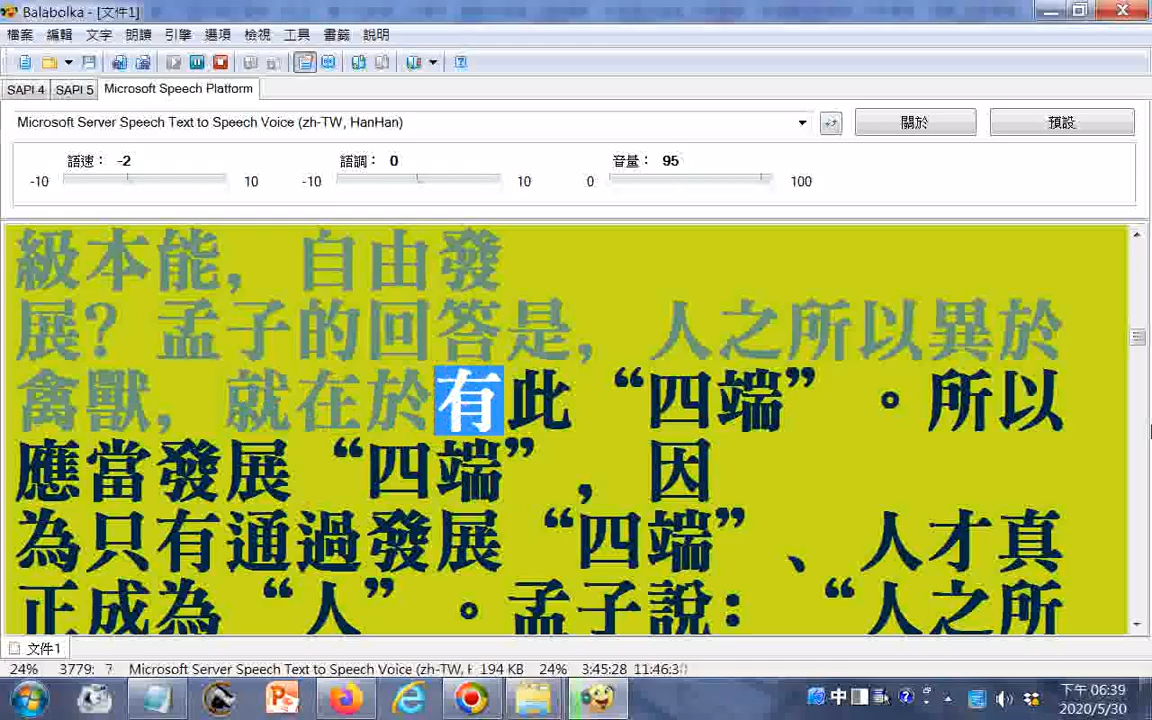 Balabolka - [文件1]
檔案 編輯 文字 朗讀 引擎 選項 檢視 工具 書籤 說明
SAPI 4 SAPI 5 Microsoft Speech Platform
Microsoft Server Speech Text to Speech Voice (zh-TW, HanHan)
關於 預設
語速： -2 語調： 0 音量： 95
-10 10 -10 10 0 100
級本能，自由發
展？孟子的回答是，人之所以異於
禽獸，就在於有此“四端”。所以
應當發展“四端”，因
為只有通過發展“四端”、人才真
正成為“人”。孟子說：“人之所
文件1
24% 3779: ? Microsoft Server Speech Text to Speech Voice (zh-TW, 194 KB 24% 3:45:28 11:46:3
中 下午 06:39
2020/5/30